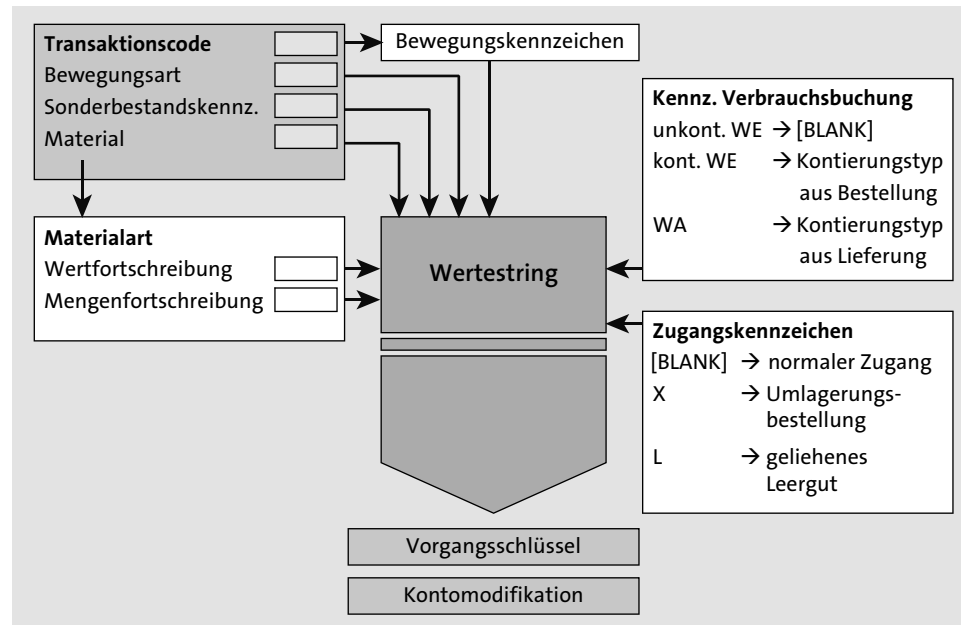 Transaktionscode
Bewegungsart
Sonderbestandskennz.
Material
Bewegungskennzeichen
Materialart
Wertfortschreibung
Mengenfortschreibung
Wertestring
Kennz. Verbrauchsbuchung
unkont. WE → [BLANK]
kont. WE → Kontierungstyp
aus Bestellung
WA → Kontierungstyp
aus Lieferung
Zugangskennzeichen
[BLANK] → normaler Zugang
X → Umlagerungs-
bestellung
L → geliehenes
Leergut
Vorgangsschlüssel
Kontomodifikation